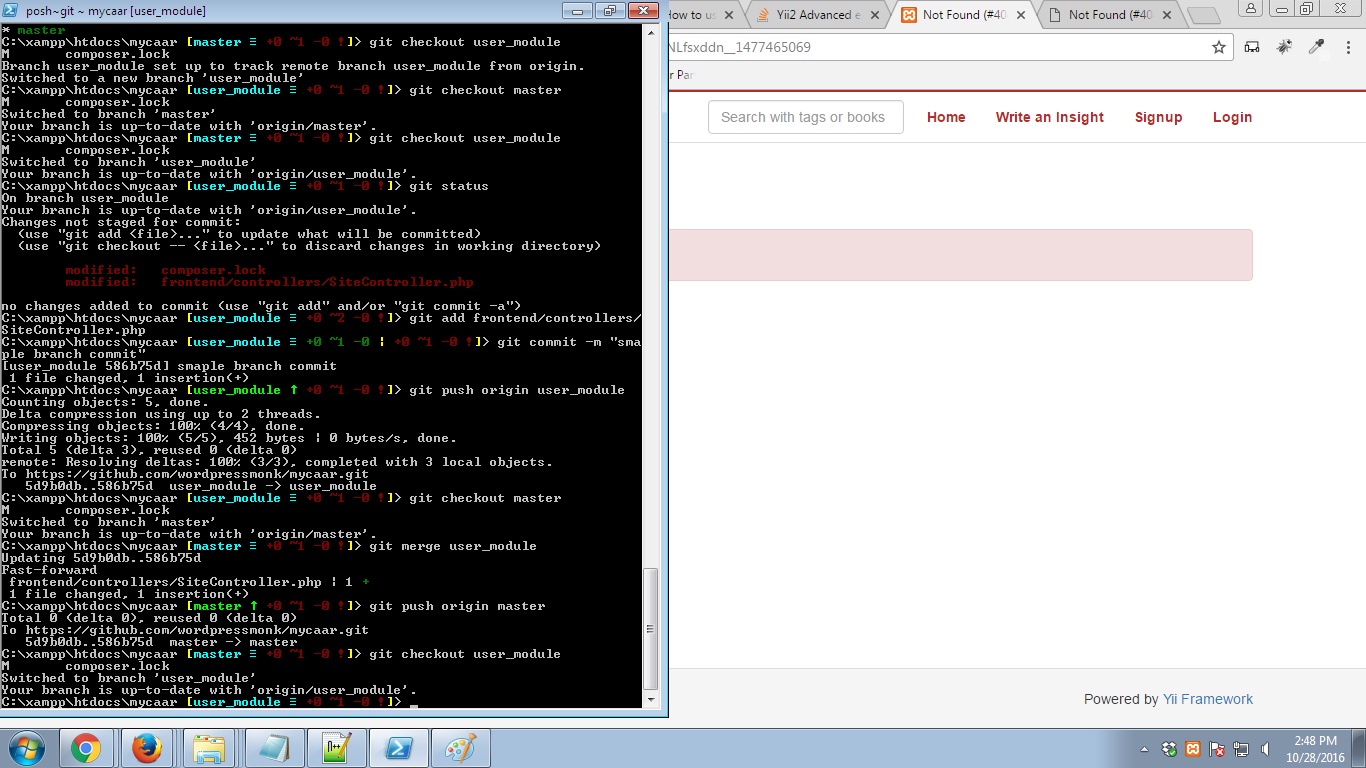 posh~git ~ mycaar [user_module]
* master
C:\xampp\htdocs\mycaar [master ≡ +0 ~1 -0 !]> git checkout user_module
M       composer.lock
Branch user_module set up to track remote branch user_module from origin.
Switched to a new branch 'user_module'
C:\xampp\htdocs\mycaar [user_module ≡ +0 ~1 -0 !]> git checkout master
M       composer.lock
Switched to branch 'master'
Your branch is up-to-date with 'origin/master'.
C:\xampp\htdocs\mycaar [master ≡ +0 ~1 -0 !]> git checkout user_module
M       composer.lock
Switched to branch 'user_module'
Your branch is up-to-date with 'origin/user_module'.
C:\xampp\htdocs\mycaar [user_module ≡ +0 ~1 -0 !]> git status
On branch user_module
Your branch is up-to-date with 'origin/user_module'.
Changes not staged for commit:
  (use "git add <file>..." to update what will be committed)
  (use "git checkout -- <file>..." to discard changes in working directory)
        modified:   composer.lock
        modified:   frontend/controllers/SiteController.php
no changes added to commit (use "git add" and/or "git commit -a")
C:\xampp\htdocs\mycaar [user_module ≡ +0 ~2 -0 !]> git add frontend/controllers/
SiteController.php
C:\xampp\htdocs\mycaar [user_module ≡ +0 ~1 -0 | +0 ~1 -0 !]> git commit -m "sma
ple branch commit"
[user_module 586b75d] smaple branch commit
 1 file changed, 1 insertion(+)
C:\xampp\htdocs\mycaar [user_module ↑ +0 ~1 -0 !]> git push origin user_module
Counting objects: 5, done.
Delta compression using up to 2 threads.
Compressing objects: 100% (4/4), done.
Writing objects: 100% (5/5), 452 bytes | 0 bytes/s, done.
Total 5 (delta 3), reused 0 (delta 0)
remote: Resolving deltas: 100% (3/3), completed with 3 local objects.
To https://github.com/wordpressmonk/mycaar.git
   5d9b0db..586b75d  user_module -> user_module
C:\xampp\htdocs\mycaar [user_module ≡ +0 ~1 -0 !]> git checkout master
M       composer.lock
Switched to branch 'master'
Your branch is up-to-date with 'origin/master'.
C:\xampp\htdocs\mycaar [master ≡ +0 ~1 -0 !]> git merge user_module
Updating 5d9b0db..586b75d
Fast-forward
 frontend/controllers/SiteController.php | 1 +
 1 file changed, 1 insertion(+)
C:\xampp\htdocs\mycaar [master ↑ +0 ~1 -0 !]> git push origin master
Total 0 (delta 0), reused 0 (delta 0)
To https://github.com/wordpressmonk/mycaar.git
   5d9b0db..586b75d  master -> master
C:\xampp\htdocs\mycaar [master ≡ +0 ~1 -0 !]> git checkout user_module
M       composer.lock
Switched to branch 'user_module'
Your branch is up-to-date with 'origin/user_module'.
C:\xampp\htdocs\mycaar [user_module ≡ +0 ~1 -0 !]>
How to u Yii2 Advanced e Not Found (#40 Not Found (#40
NLfsxddn__1477465069
r Par
Search with tags or books Home Write an Insight Signup Login
Powered by Yii Framework
2:48 PM
10/28/2016